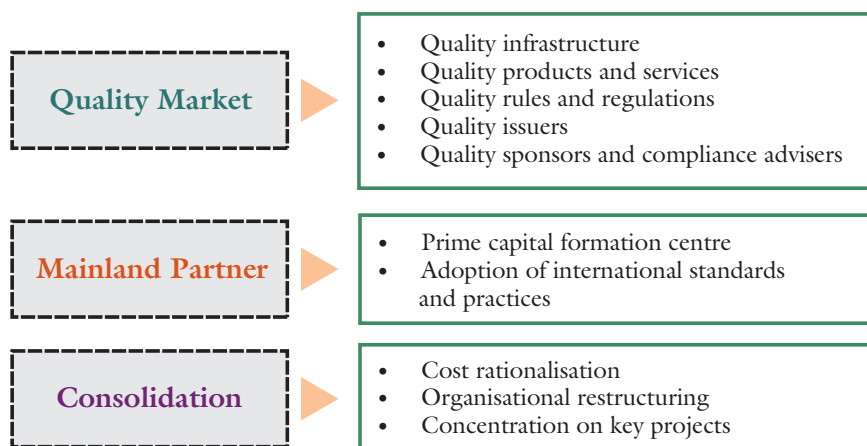 Quality Market
• Quality infrastructure
• Quality products and services
• Quality rules and regulations
• Quality issuers
• Quality sponsors and compliance advisers
Mainland Partner
• Prime capital formation centre
• Adoption of international standards
and practices
Consolidation
• Cost rationalisation
• Organisational restructuring
• Concentration on key projects